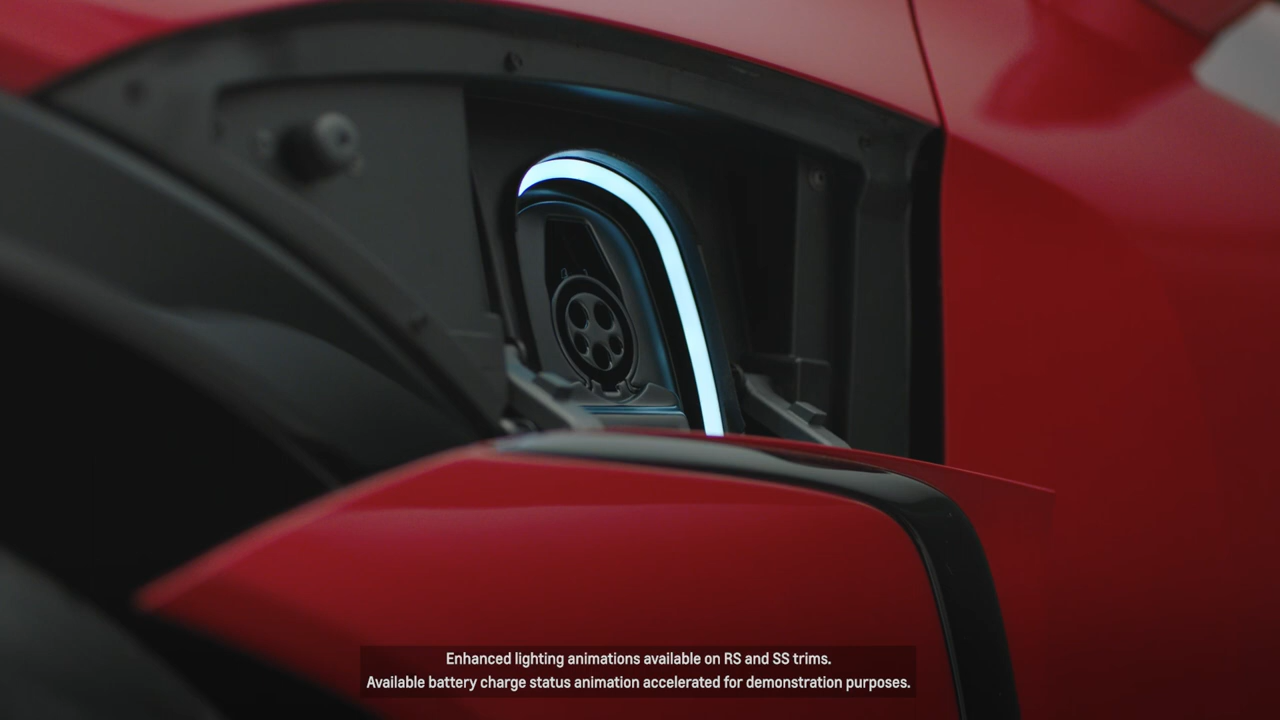 Enhanced lighting animations available on RS and SS trims.
Available battery charge status animation accelerated for demonstration purposes.